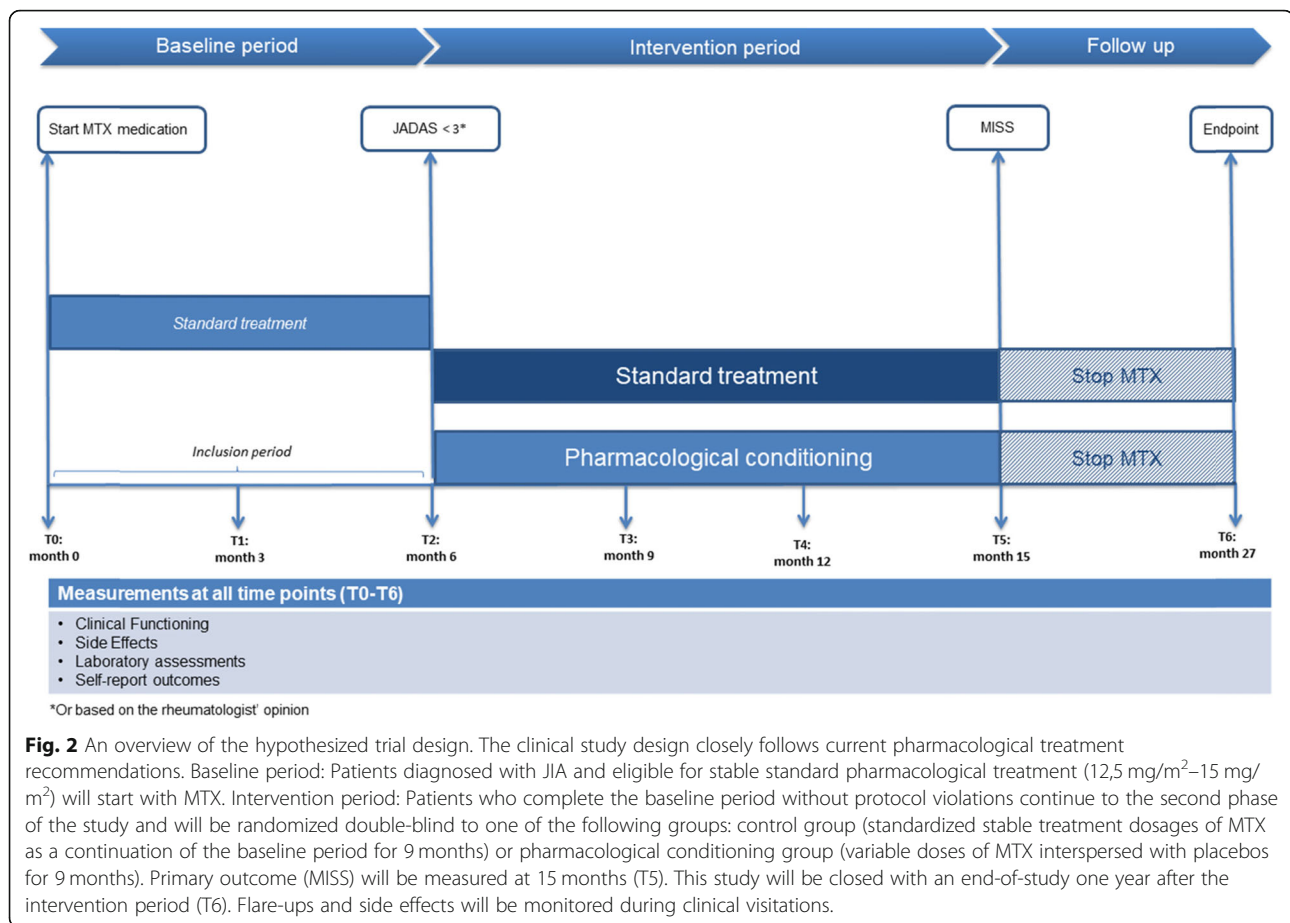 Baseline period
Intervention period
Follow up
Start MTX medication
JADAS <3*
MISS
Endpoint
Standard treatment
Standard treatment
Stop MTX
Inclusion period
Pharmacological conditioning
Stop MTX
T0:
month 0
T1:
month 3
T2:
month 6
T3:
month 9
T4:
month 12
T5:
month 15
T6:
month 27
Measurements at all time points (T0-T6)
• Clinical Functioning
• Side Effects
• Laboratory assessments
• Self-report outcomes
*Or based on the rheumatologist' opinion
Fig. 2 An overview of the hypothesized trial design. The clinical study design closely follows current pharmacological treatment
recommendations. Baseline period: Patients diagnosed with JIA and eligible for stable standard pharmacological treatment (12,5 mg/m²–15 mg/
m²) will start with MTX. Intervention period: Patients who complete the baseline period without protocol violations continue to the second phase
of the study and will be randomized double-blind to one of the following groups: control group (standardized stable treatment dosages of MTX
as a continuation of the baseline period for 9 months) or pharmacological conditioning group (variable doses of MTX interspersed with placebos
for 9 months). Primary outcome (MISS) will be measured at 15 months (T5). This study will be closed with an end-of-study one year after the
intervention period (T6). Flare-ups and side effects will be monitored during clinical visitations.